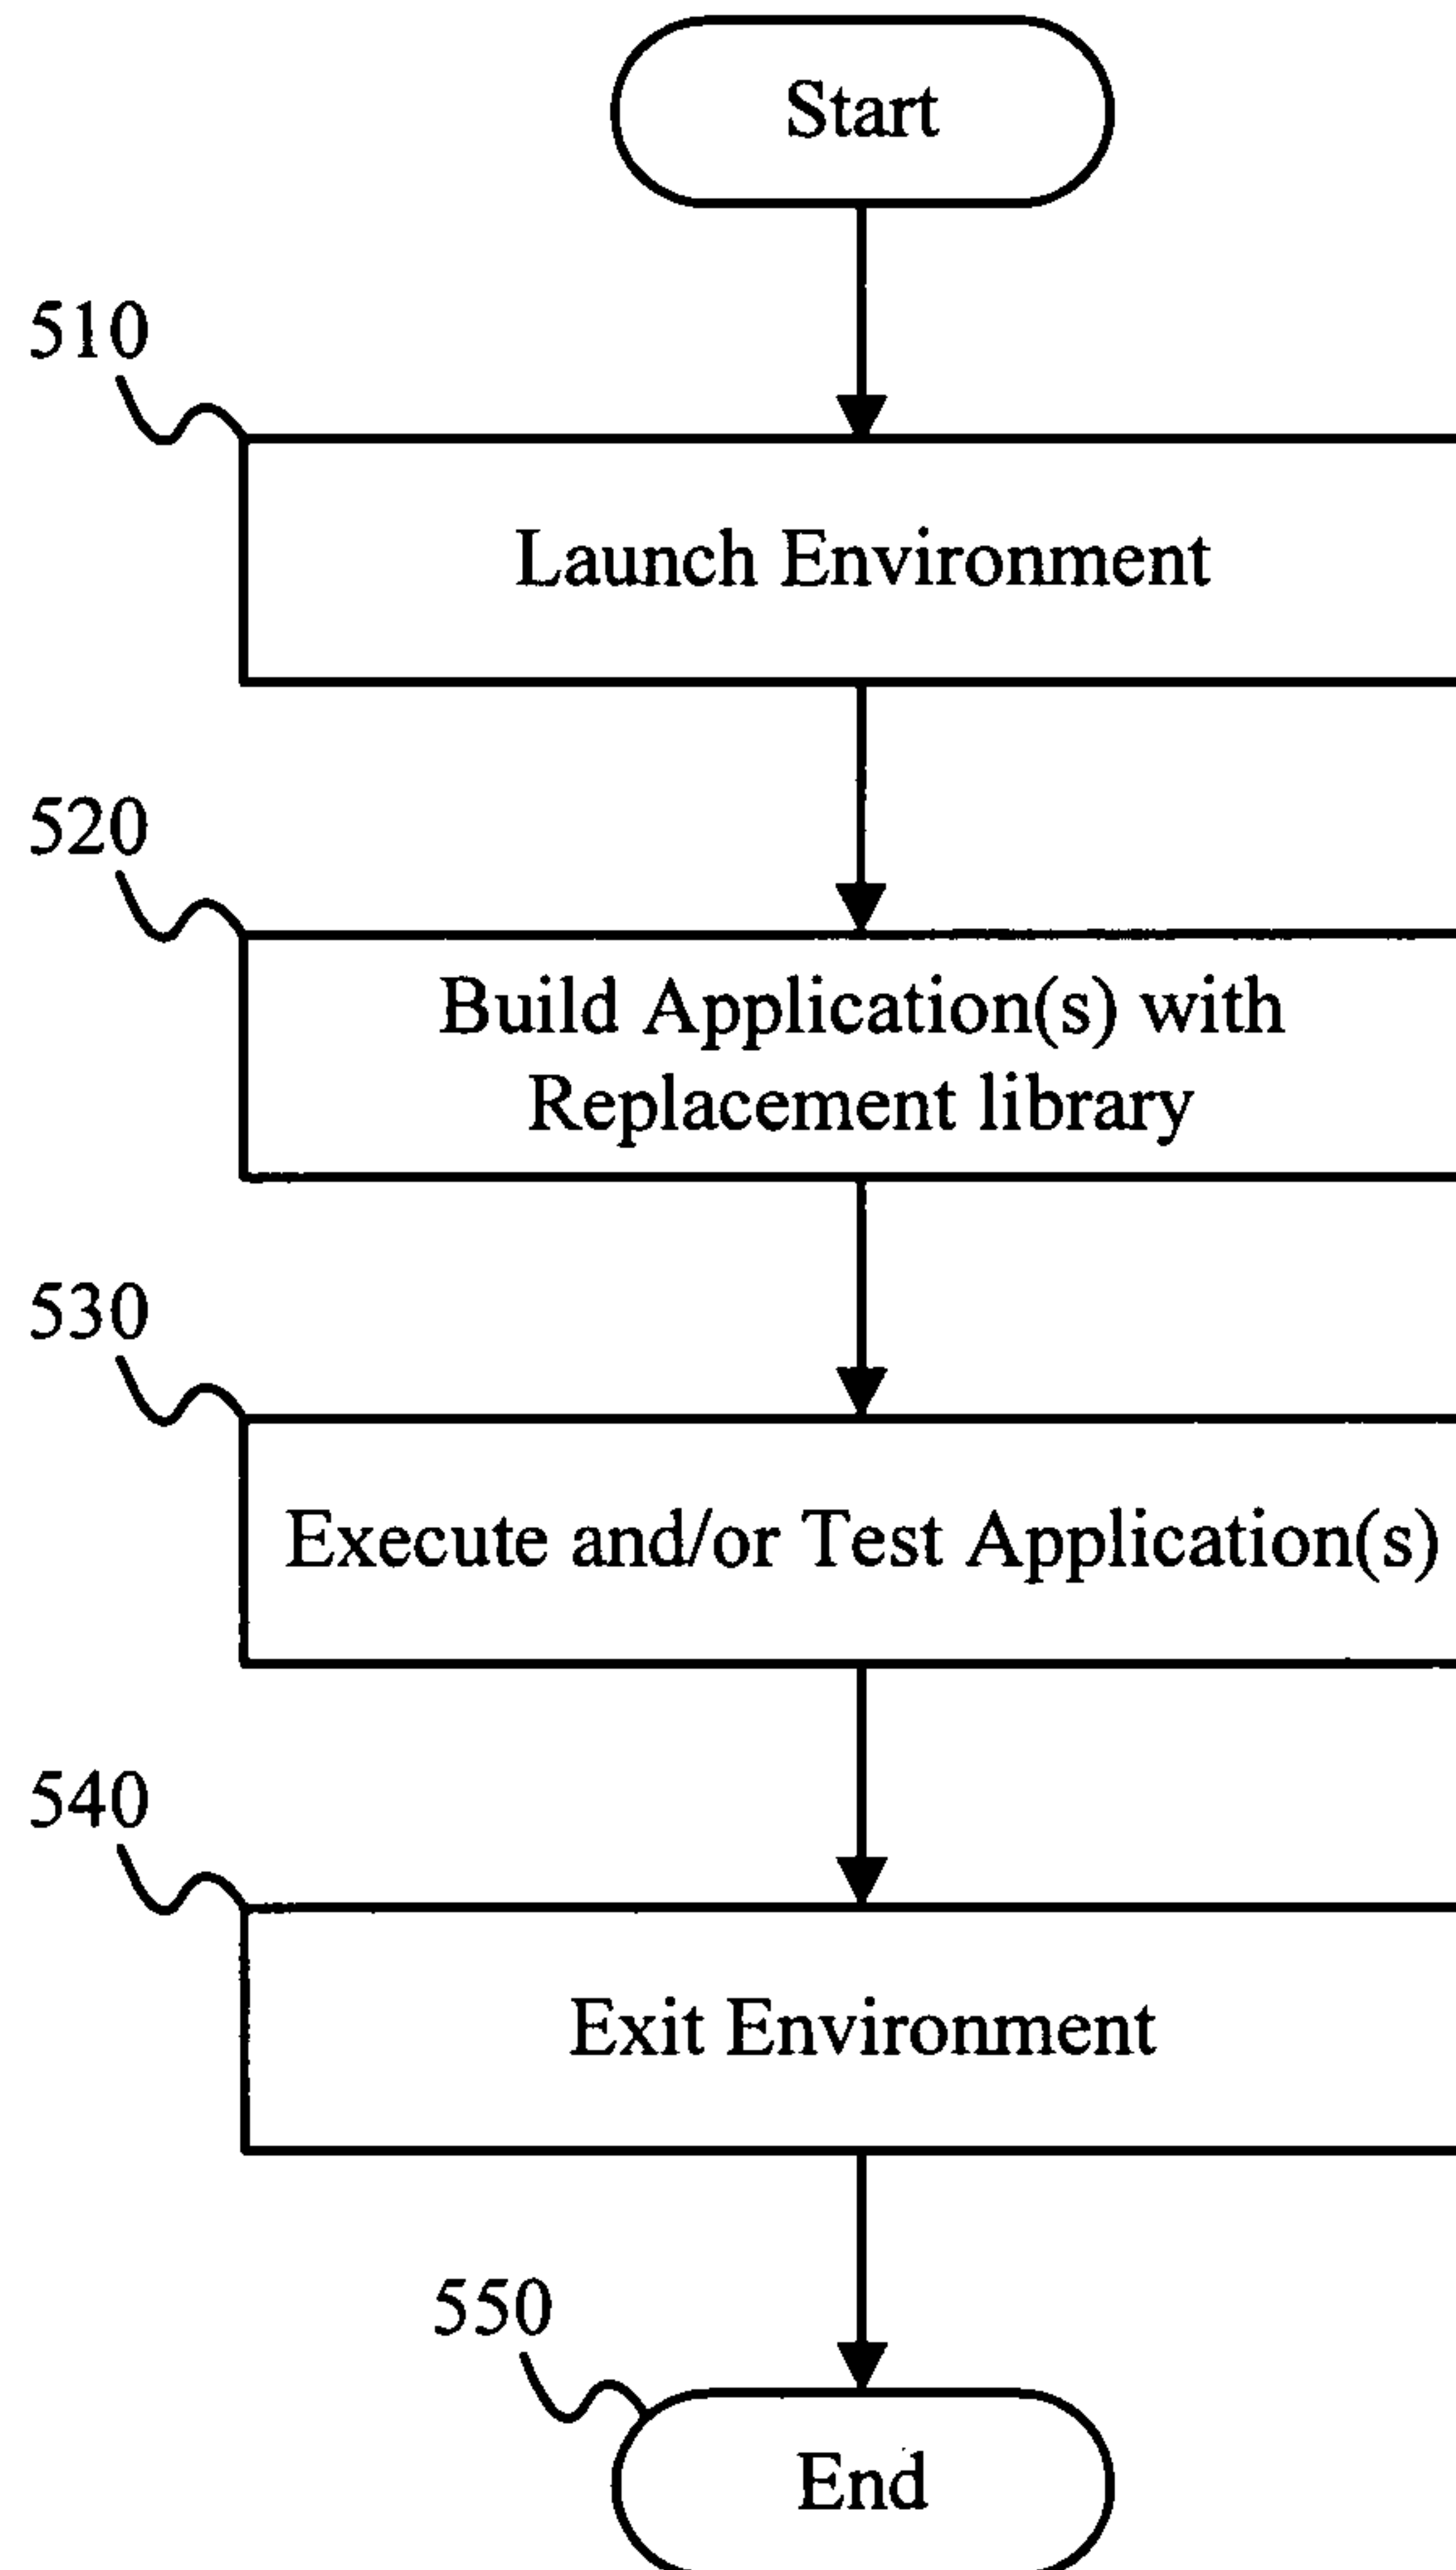 Start
510
Launch Environment
520
Build Application(s) with
Replacement library
530
Execute and/or Test Application(s)
540
Exit Environment
550
End